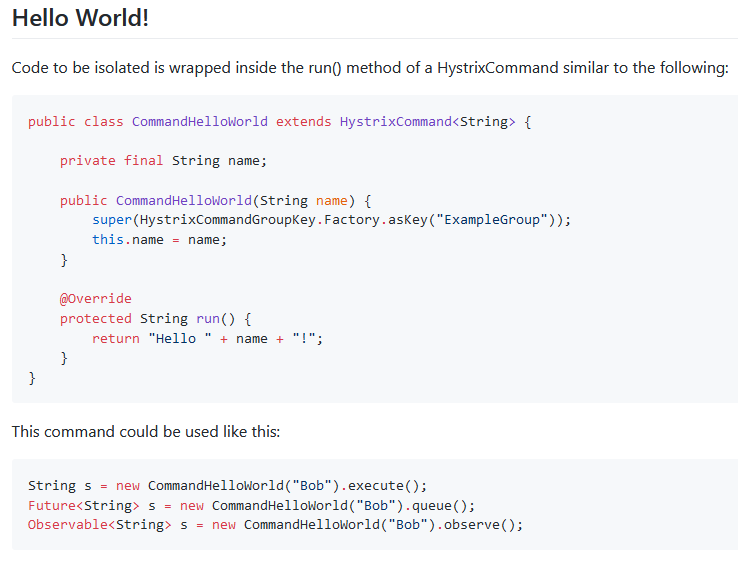 Hello World!
Code to be isolated is wrapped inside the run() method of a HystrixCommand similar to the following:
public class CommandHelloWorld extends HystrixCommand<String> {
    private final String name;
    public CommandHelloWorld(String name) {
        super(HystrixCommandGroupKey.Factory.asKey("ExampleGroup"));
        this.name = name;
    }
    @Override
    protected String run() {
        return "Hello " + name + "!";
    }
}
This command could be used like this:
String s = new CommandHelloWorld("Bob").execute();
Future<String> s = new CommandHelloWorld("Bob").queue();
Observable<String> s = new CommandHelloWorld("Bob").observe();